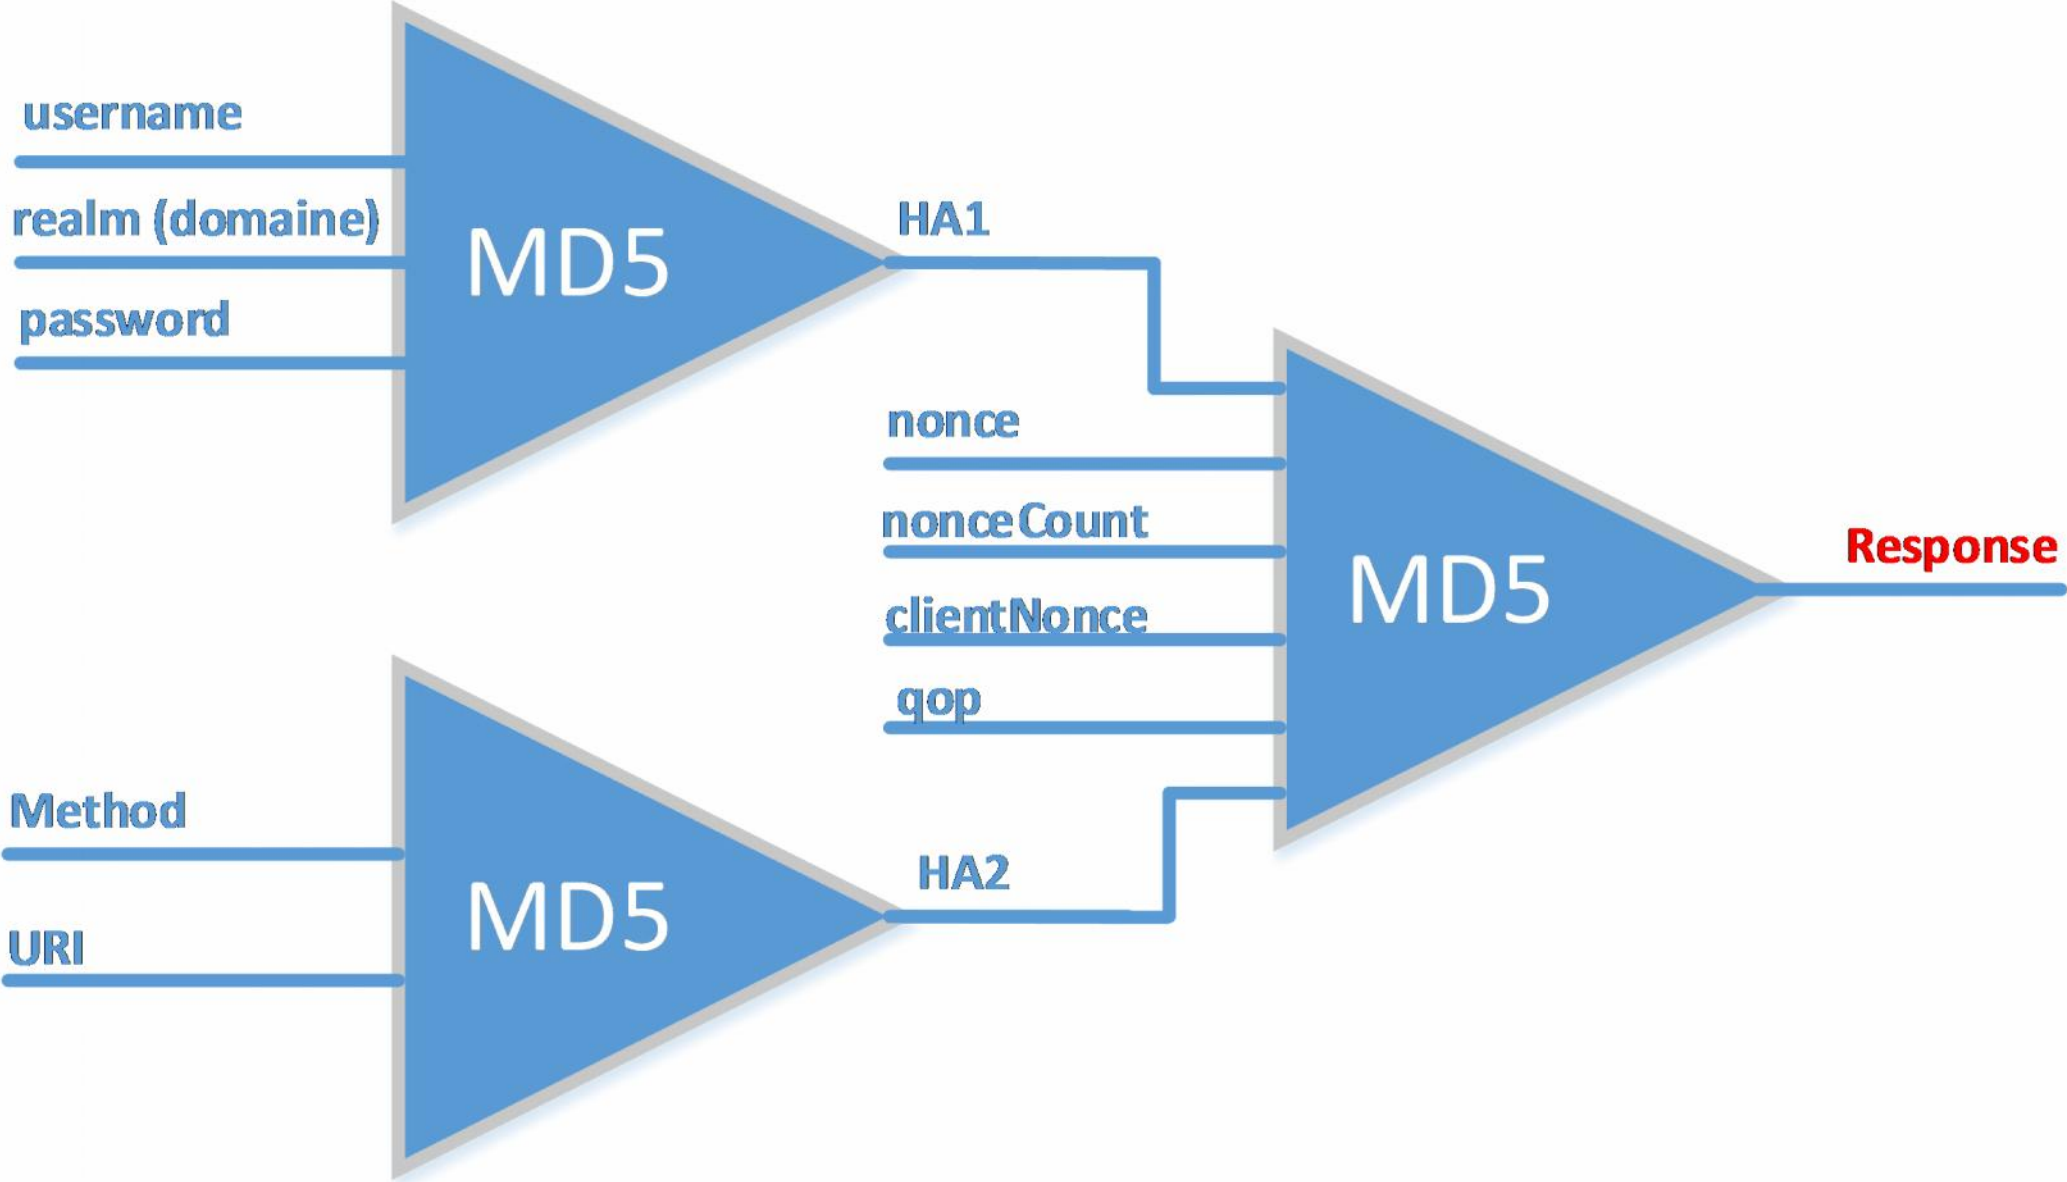 username
realm (domaine)
password
MD5
HA1
nonce
nonceCount
clientNonce
qop
MD5
Response
Method
URI
MD5
HA2